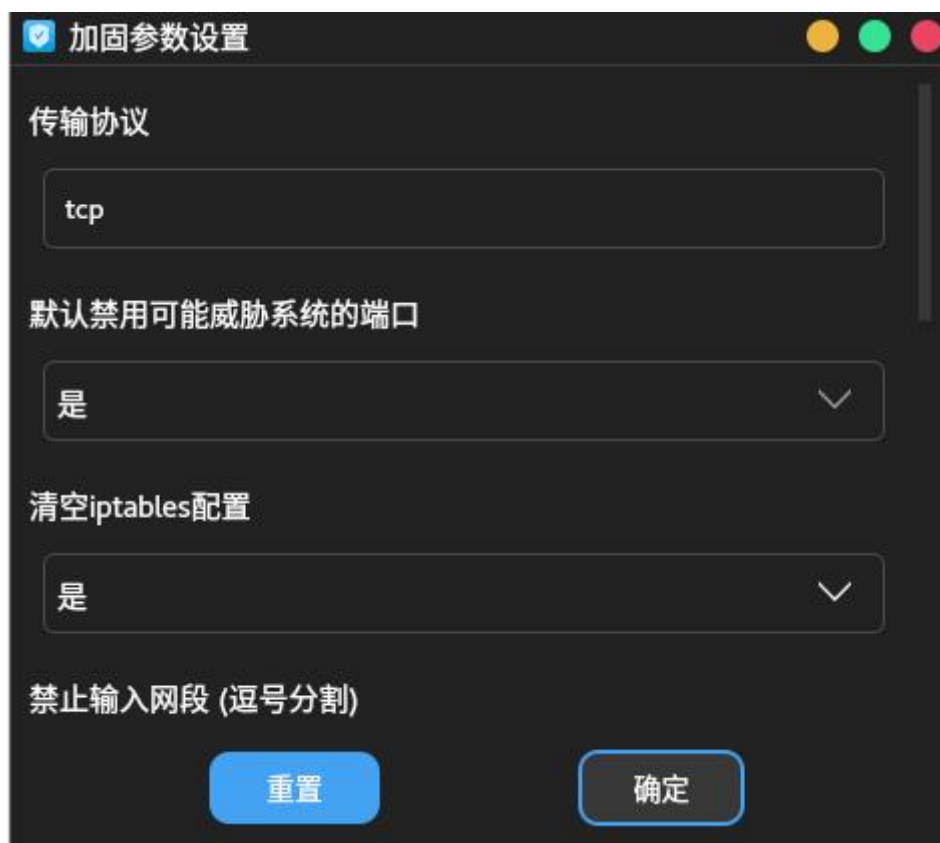 加固参数设置
传输协议
tcp
默认禁用可能威胁系统的端口
是
清空iptables配置
是
禁止输入网段 (逗号分割)
重置
确定